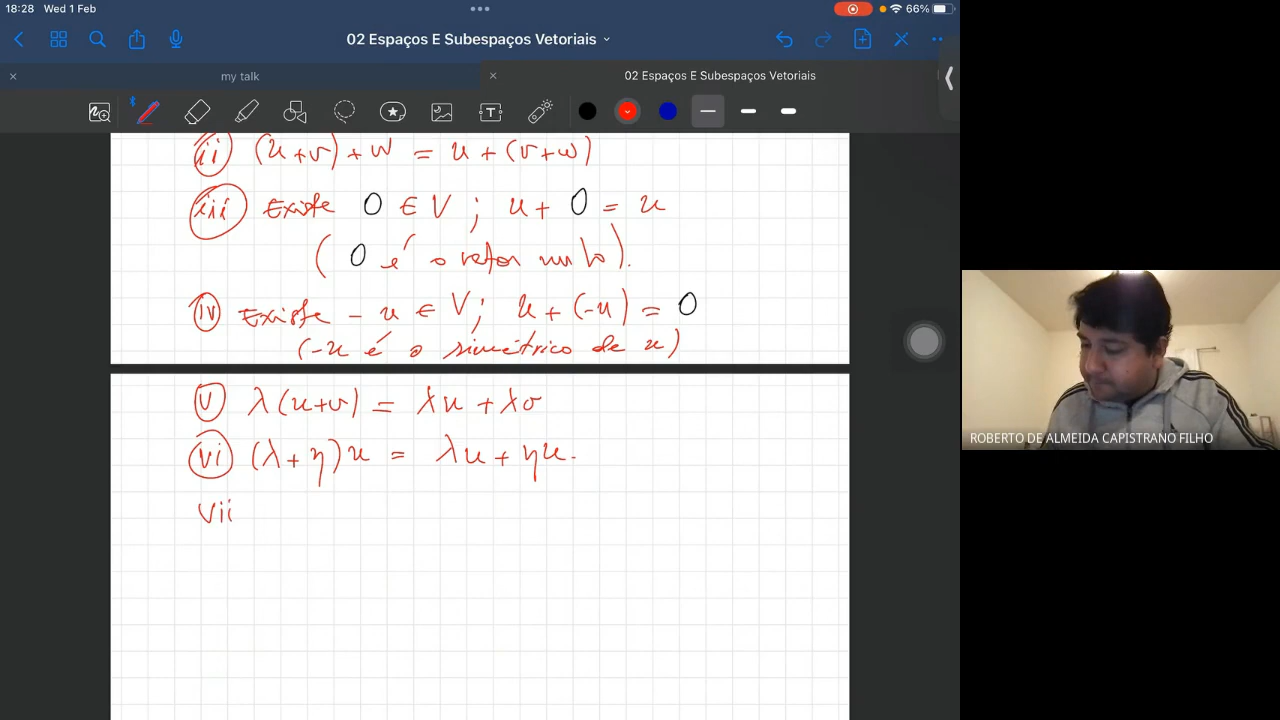 18:28 Wed 1 Feb
66%
02 Espaços E Subespaços Vetoriais
my talk
02 Espaços E Subespaços Vetoriais
T
ii (u+v)+w = u+(v+w)
iii Existe 0 ∈ V ; u + 0 = u
( 0 é o vetor nulo ).
iv Existe -u ∈ V; u + (-u) = 0
(-u é o simétrico de u)
v λ(u+v) = λu + λv
vi (λ+η)u = λu + ηu.
vii
ROBERTO DE ALMEIDA CAPISTRANO FILHO